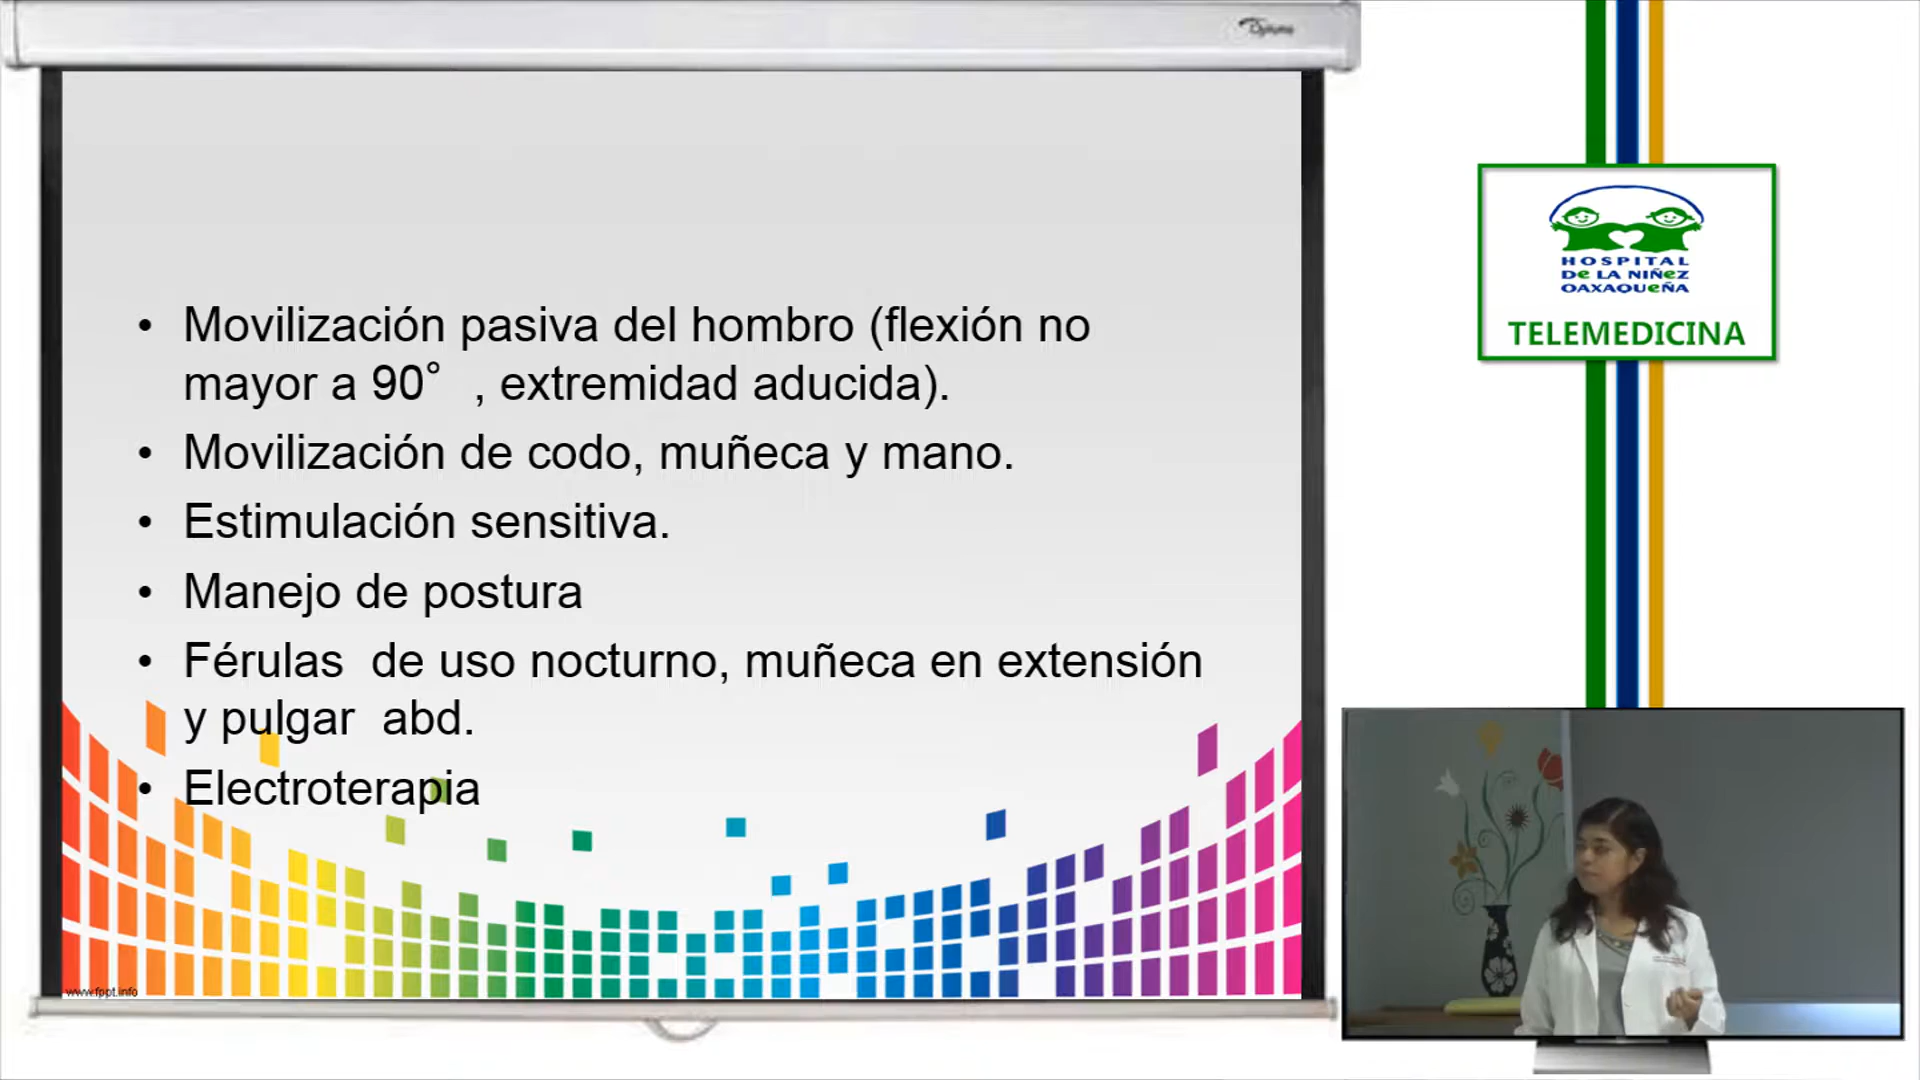 • Movilización pasiva del hombro (flexión no
mayor a 90° , extremidad aducida).
• Movilización de codo, muñeca y mano.
• Estimulación sensitiva.
• Manejo de postura
• Férulas de uso nocturno, muñeca en extensión
y pulgar abd.
• Electroterapia
www.fppt.info
HOSPITAL
De LA NIÑeZ
OAXAQUeÑA
TELEMEDICINA